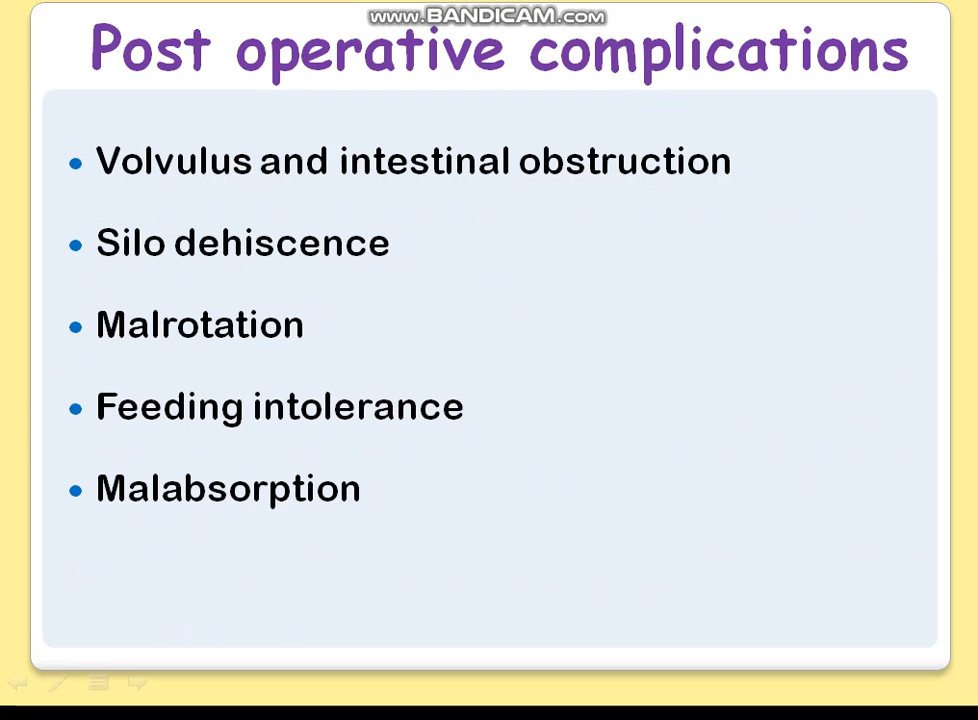 www.BANDICAM.com
Post operative complications
• Volvulus and intestinal obstruction
• Silo dehiscence
• Malrotation
• Feeding intolerance
• Malabsorption